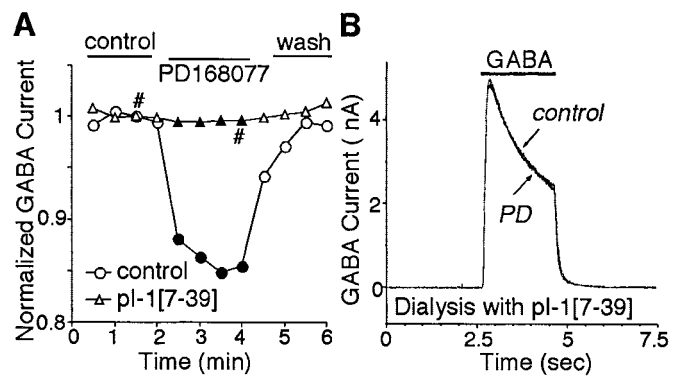 A
control
wash
PD168077
Normalized GABA Current
1
0.9
0.8
#
#
control
pI-1[7-39]
0
1
2
3
4
5
6
Time (min)
B
GABA
GABA Current ( nA)
4
2
0
control
PD
Dialysis with pI-1[7-39]
0
2.5
5
7.5
Time (sec)